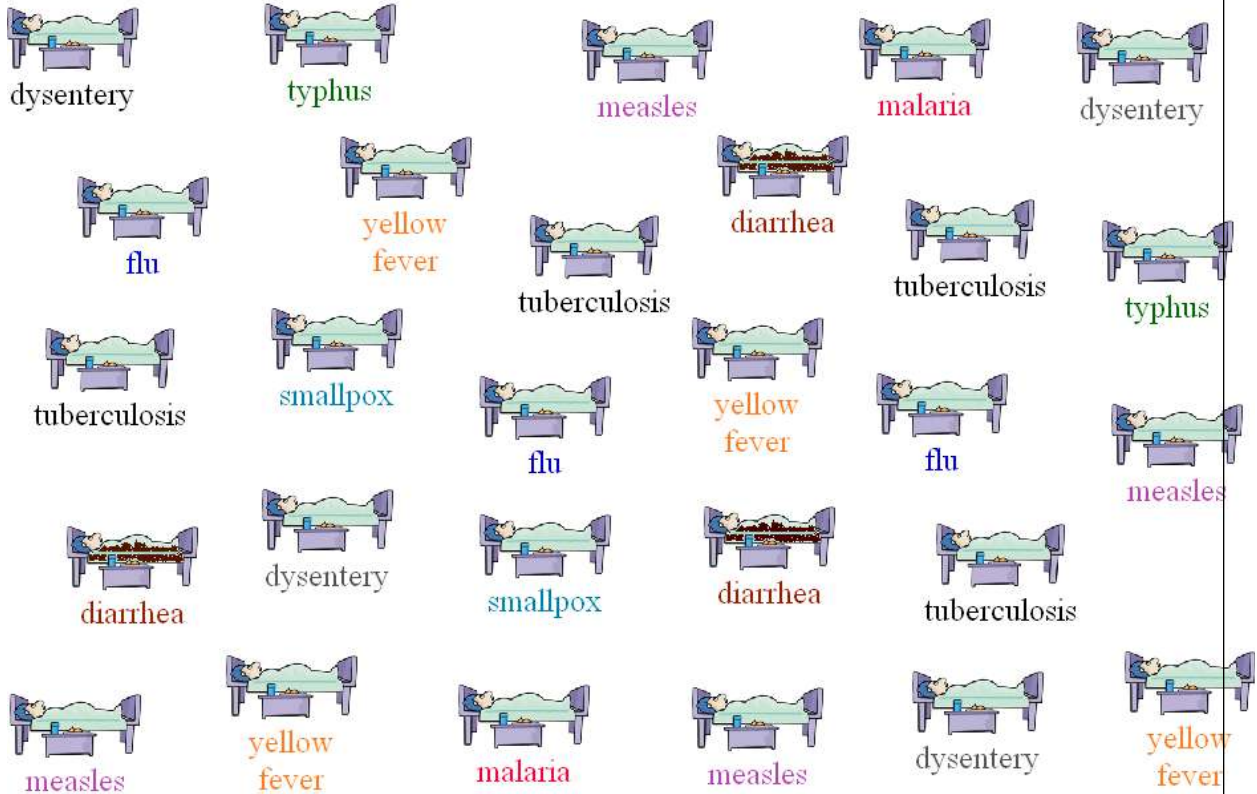 dysentery
typhus
measles
malaria
dysentery
flu
yellow
fever
tuberculosis
diarrhea
tuberculosis
typhus
tuberculosis
smallpox
flu
yellow
fever
flu
measles
diarrhea
dysentery
smallpox
diarrhea
tuberculosis
measles
yellow
fever
malaria
measles
dysentery
yellow
fever